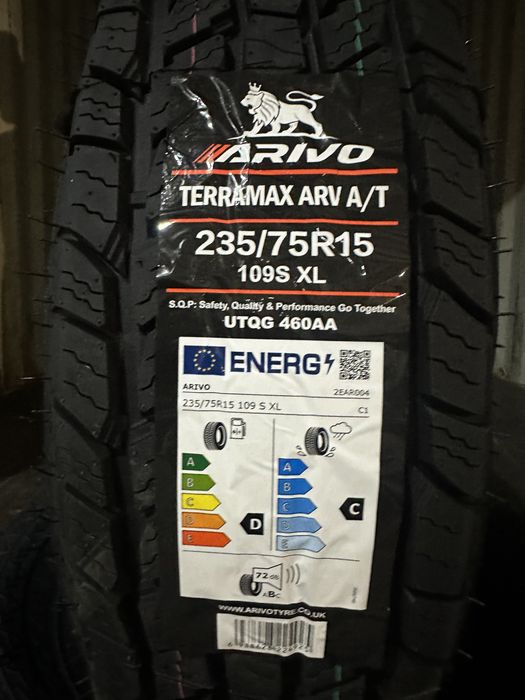 ARIVO
TERRAMAX ARV A/T
235/75R15
109S XL
S.Q.P: Safety, Quality & Performance Go Together
UTQG 460AA
ENERG
ARIVO 2EAR004
235/75R15 109 S XL C1
A A
B B
C C C
D D D
E E
72 dB
ABC
WWW.ARIVOTYRE.CO.UK